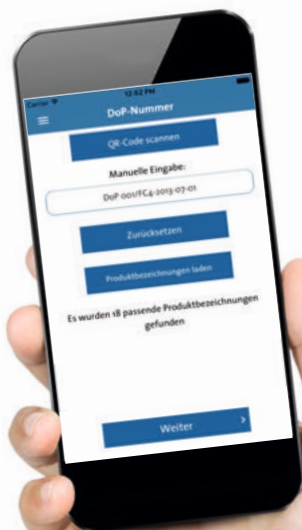 Carrier 12:52 PM
DoP-Nummer
QR-Code scannen
Manuelle Eingabe:
DoP 001/FC4-2013-07-01
Zurücksetzen
Produktbezeichnungen laden
Es wurden 18 passende Produktbezeichnungen
gefunden
Weiter